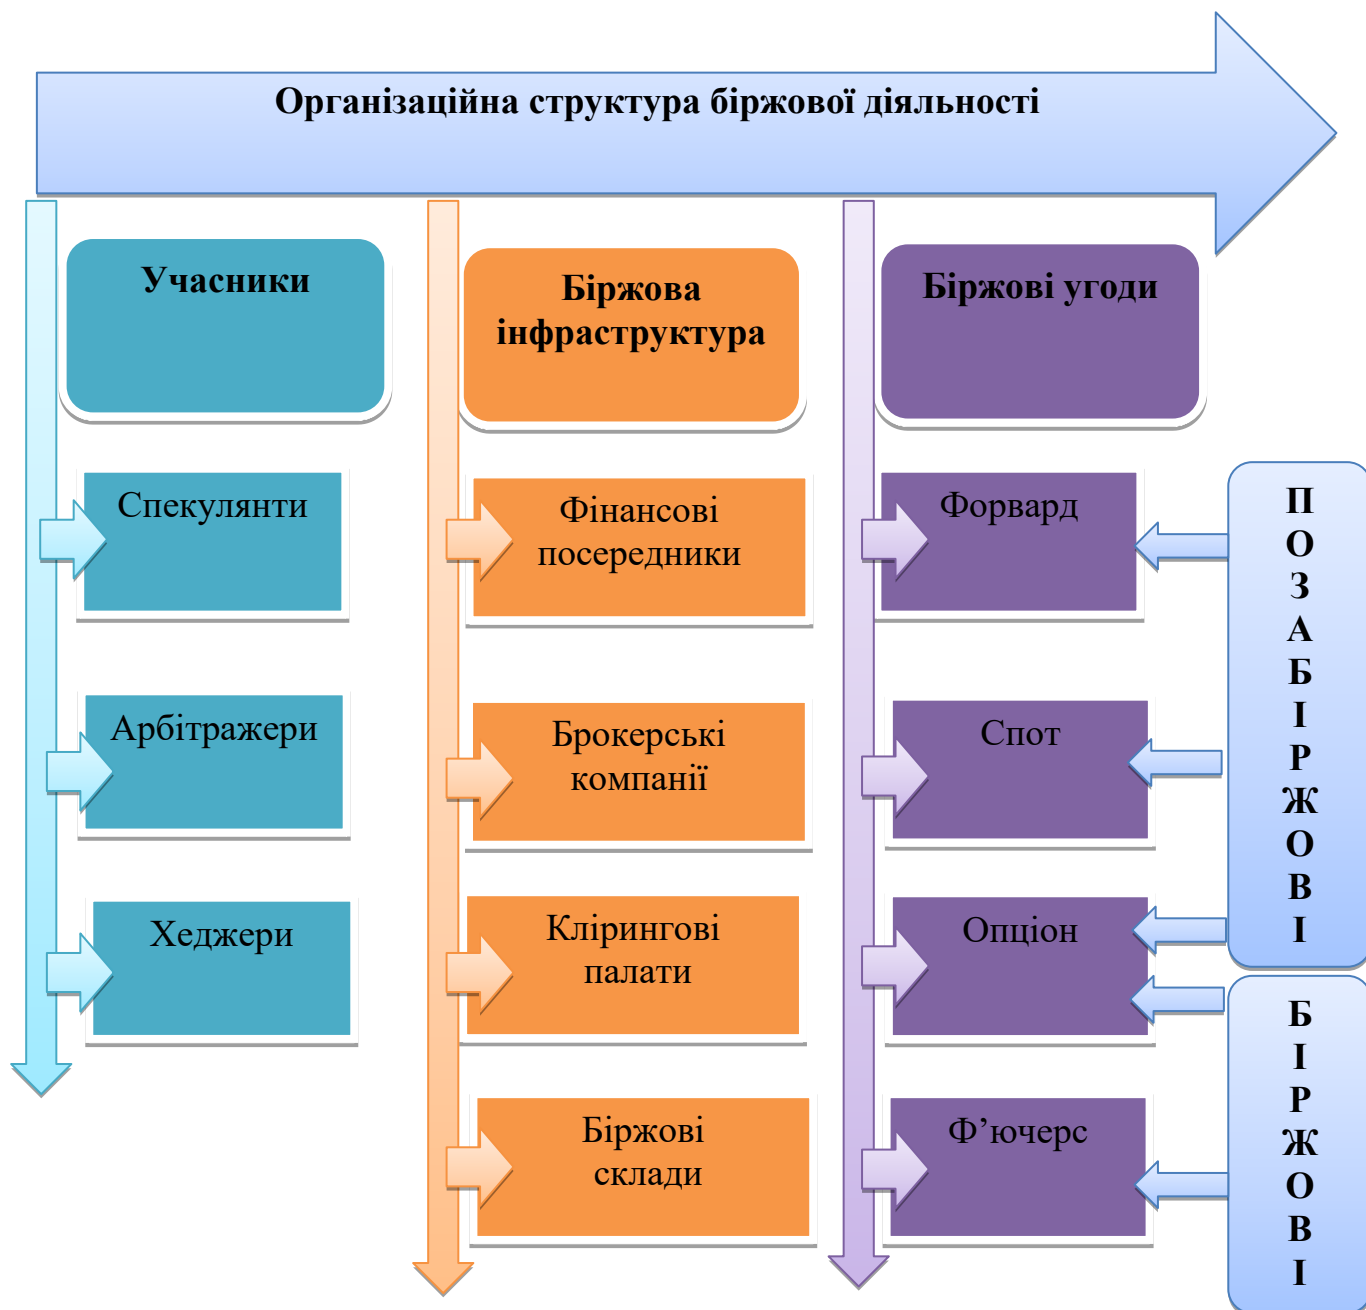 Організаційна структура біржової діяльності
Учасники
Спекулянти
Арбітражери
Хеджери
Біржова
інфраструктура
Фінансові
посередники
Брокерські
компанії
Клірингові
палати
Біржові
склади
Біржові угоди
Форвард
Спот
Опціон
Ф’ючерс
П
О
З
А
Б
І
Р
Ж
О
В
І
Б
І
Р
Ж
О
В
І